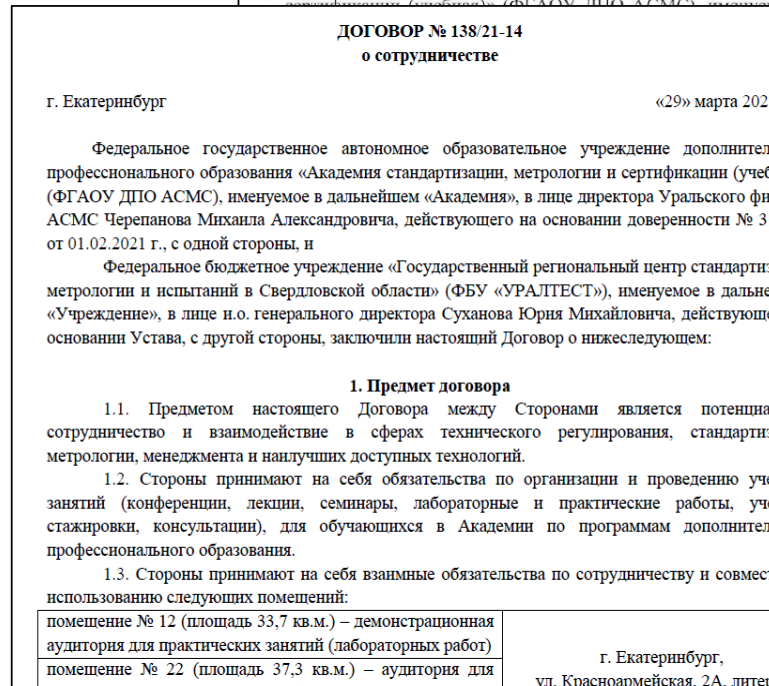 сертификации (учебная)» (ФГАОУ ДПО АСМС), именуем
ДОГОВОР № 138/21-14
о сотрудничестве
г. Екатеринбург «29» марта 202
Федеральное государственное автономное образовательное учреждение дополнител
профессионального образования «Академия стандартизации, метрологии и сертификации (учеб
(ФГАОУ ДПО АСМС), именуемое в дальнейшем «Академия», в лице директора Уральского фи
АСМС Черепанова Михаила Александровича, действующего на основании доверенности № 3
от 01.02.2021 г., с одной стороны, и
Федеральное бюджетное учреждение «Государственный региональный центр стандартиз
метрологии и испытаний в Свердловской области» (ФБУ «УРАЛТЕСТ»), именуемое в дальне
«Учреждение», в лице и.о. генерального директора Суханова Юрия Михайловича, действующе
основании Устава, с другой стороны, заключили настоящий Договор о нижеследующем:
1. Предмет договора
1.1. Предметом настоящего Договора между Сторонами является потенциа
сотрудничество и взаимодействие в сферах технического регулирования, стандартиз
метрологии, менеджмента и наилучших доступных технологий.
1.2. Стороны принимают на себя обязательства по организации и проведению уче
занятий (конференции, лекции, семинары, лабораторные и практические работы, уче
стажировки, консультации), для обучающихся в Академии по программам дополнител
профессионального образования.
1.3. Стороны принимают на себя взаимные обязательства по сотрудничеству и совмест
использованию следующих помещений:
помещение № 12 (площадь 33,7 кв.м.) – демонстрационная
аудитория для практических занятий (лабораторных работ)
помещение № 22 (площадь 37,3 кв.м.) – аудитория для
г. Екатеринбург,
ул. Красноармейская, 2А, литер